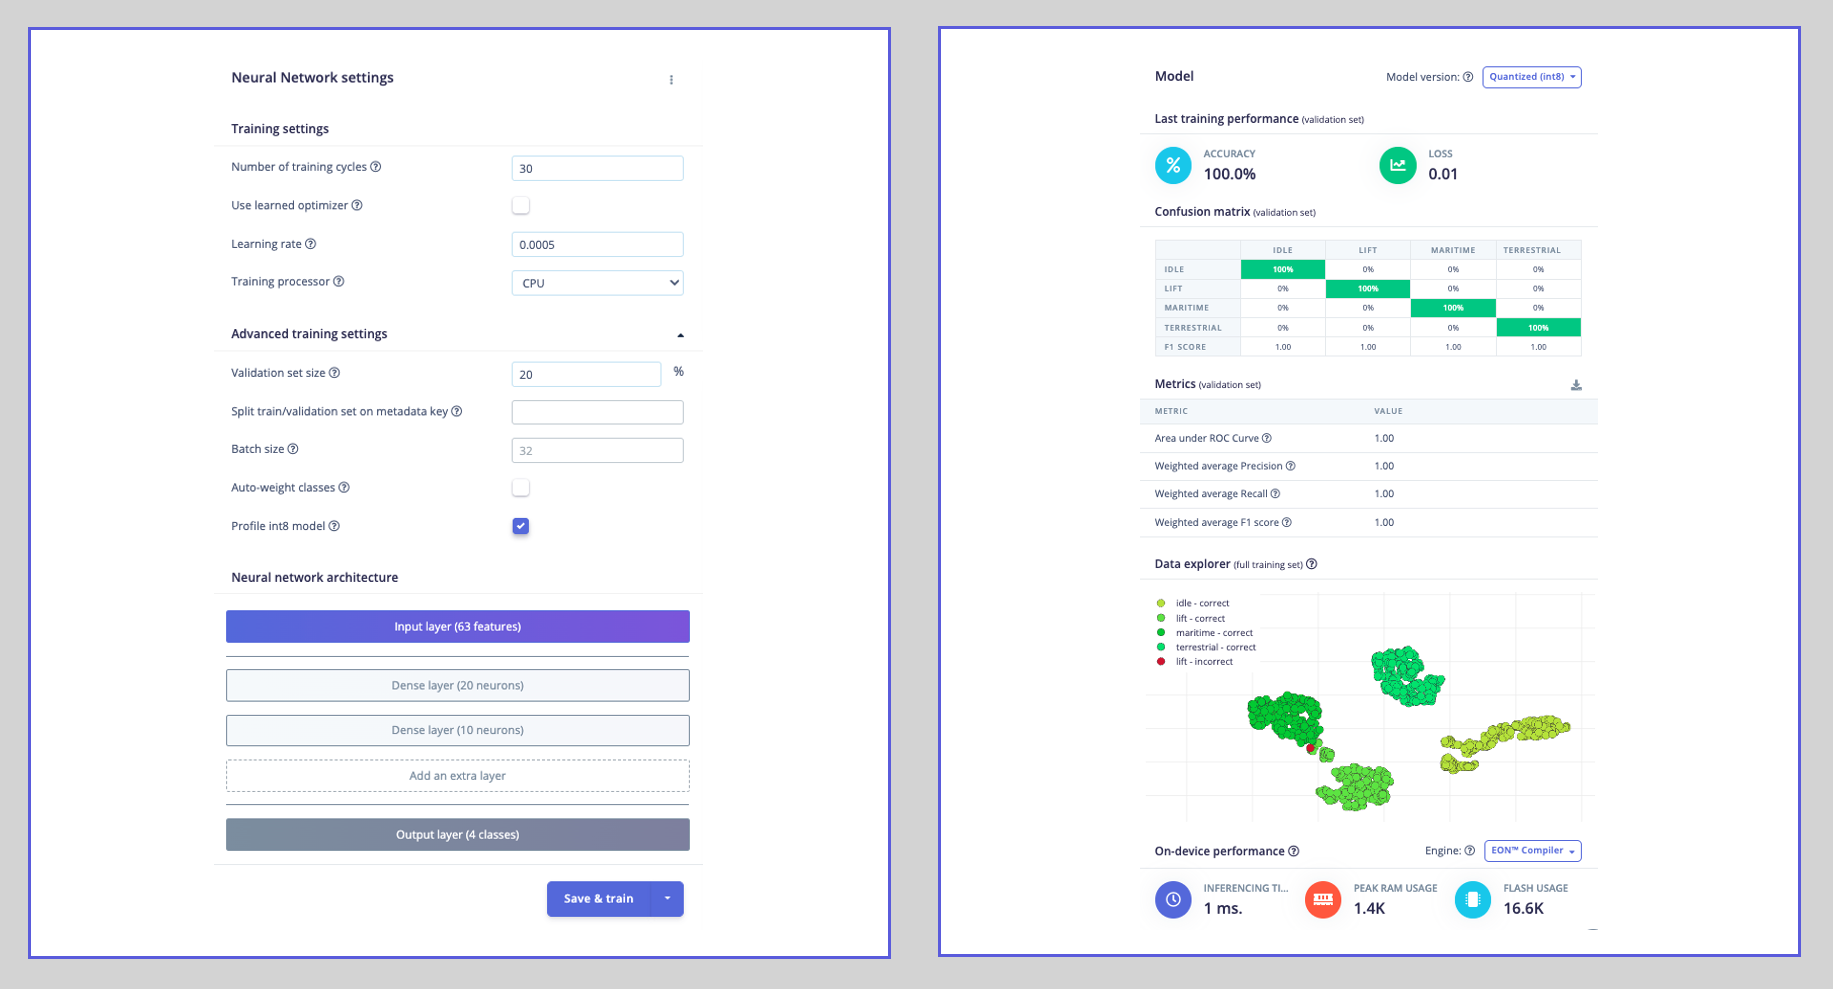 Neural Network settings
Training settings
Number of training cycles
30
Use learned optimizer
Learning rate
0.0005
Training processor
CPU
Advanced training settings
Validation set size
20
%
Split train/validation set on metadata key
Batch size
32
Auto-weight classes
Profile int8 model
Neural network architecture
Input layer (63 features)
Dense layer (20 neurons)
Dense layer (10 neurons)
Add an extra layer
Output layer (4 classes)
Save & train
Model
Model version:
Quantized (int8)
Last training performance (validation set)
%
ACCURACY
100.0%
LOSS
0.01
Confusion matrix (validation set)
IDLE LIFT MARITIME TERRESTRIAL
IDLE 100% 0% 0% 0%
LIFT 0% 100% 0% 0%
MARITIME 0% 0% 100% 0%
TERRESTRIAL 0% 0% 0% 100%
F1 SCORE 1.00 1.00 1.00 1.00
Metrics (validation set)
METRIC VALUE
Area under ROC Curve 1.00
Weighted average Precision 1.00
Weighted average Recall 1.00
Weighted average F1 score 1.00
Data explorer (full training set)
idle - correct
lift - correct
maritime - correct
terrestrial - correct
lift - incorrect
On-device performance
Engine:
EON™ Compiler
INFERENCING TI...
1 ms.
PEAK RAM USAGE
1.4K
FLASH USAGE
16.6K